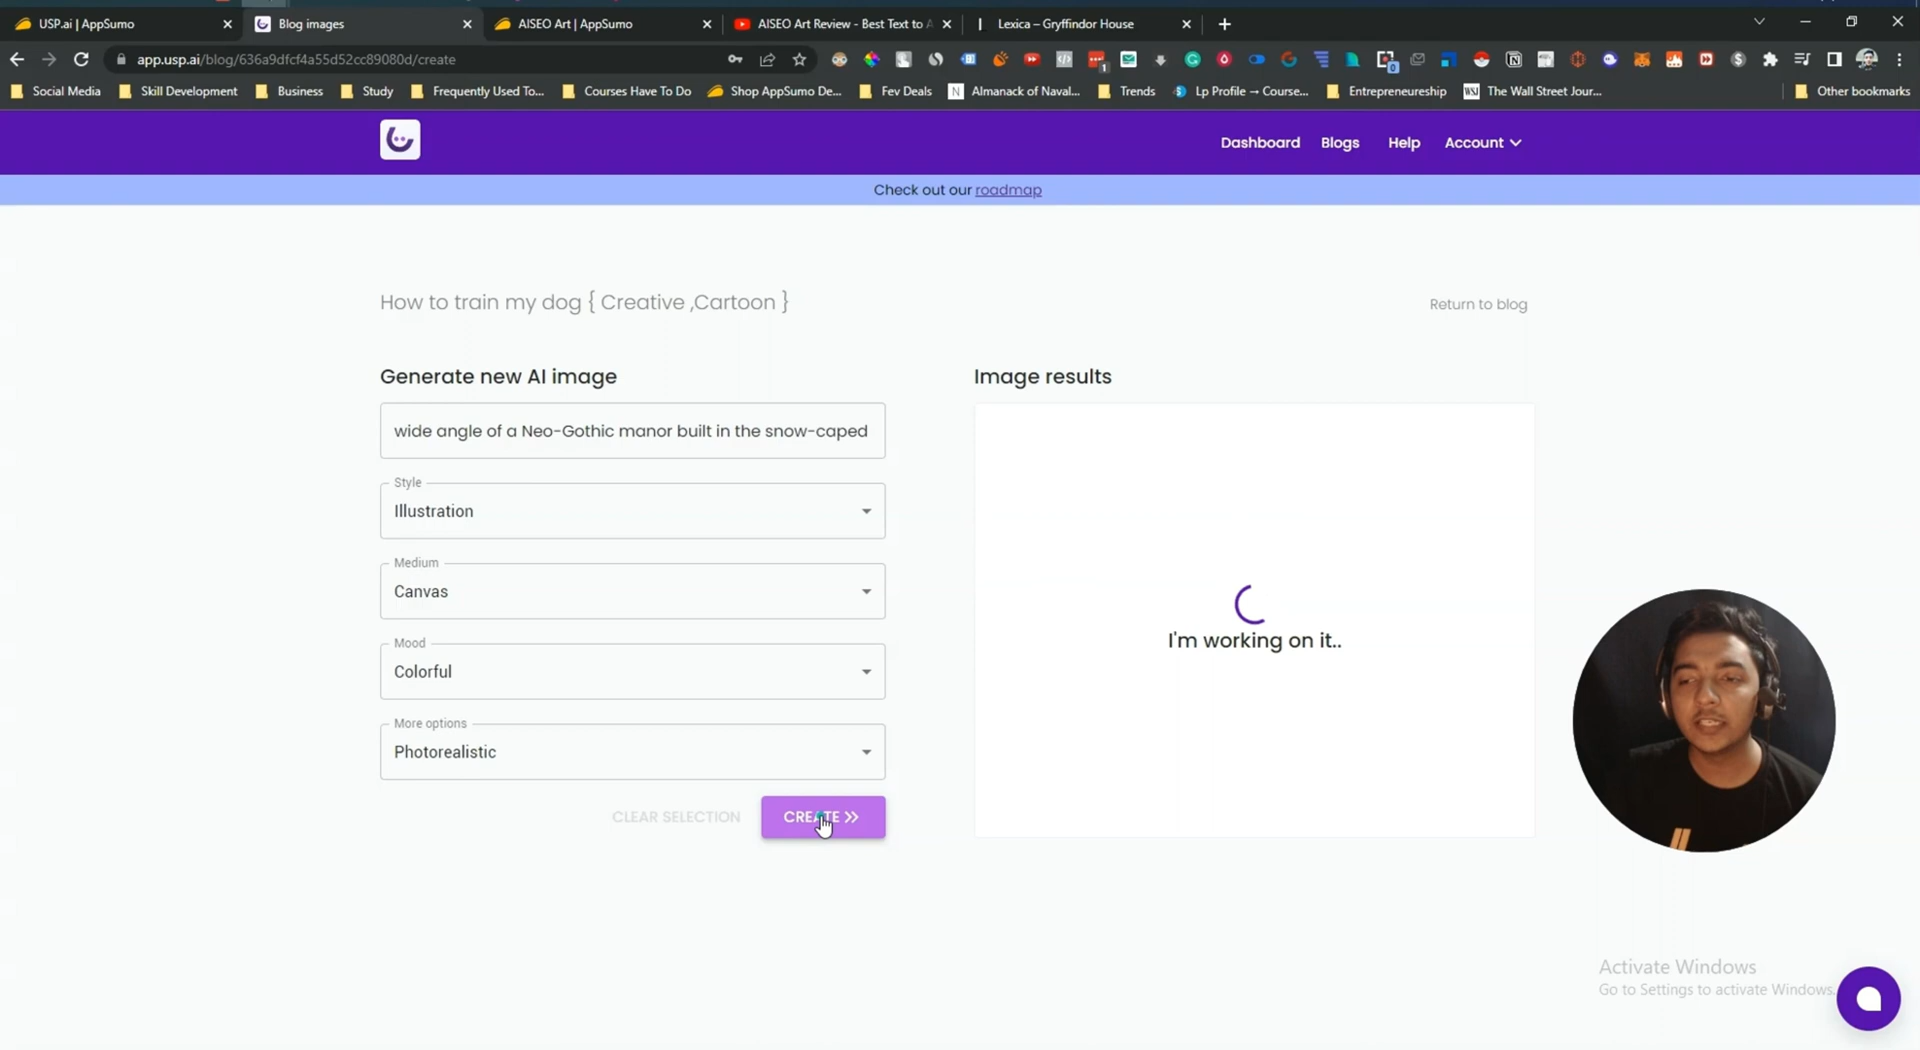 USP.ai | AppSumo
Blog images
AISEO Art | AppSumo
AISEO Art Review - Best Text to A
Lexica – Gryffindor House
app.usp.ai/blog/636a9dfcf4a55d52cc89080d/create
Social Media
Skill Development
Business
Study
Frequently Used To...
Courses Have To Do
Shop AppSumo De...
Fev Deals
Almanack of Naval...
Trends
Lp Profile → Course...
Entrepreneureship
WSJ
The Wall Street Jour...
Other bookmarks
Dashboard
Blogs
Help
Account
Check out our roadmap
How to train my dog { Creative ,Cartoon }
Return to blog
Generate new AI image
Image results
wide angle of a Neo-Gothic manor built in the snow-caped
Style
Illustration
Medium
Canvas
I'm working on it..
Mood
Colorful
More options
Photorealistic
CLEAR SELECTION
CREATE
Activate Windows
Go to Settings to activate Windows.